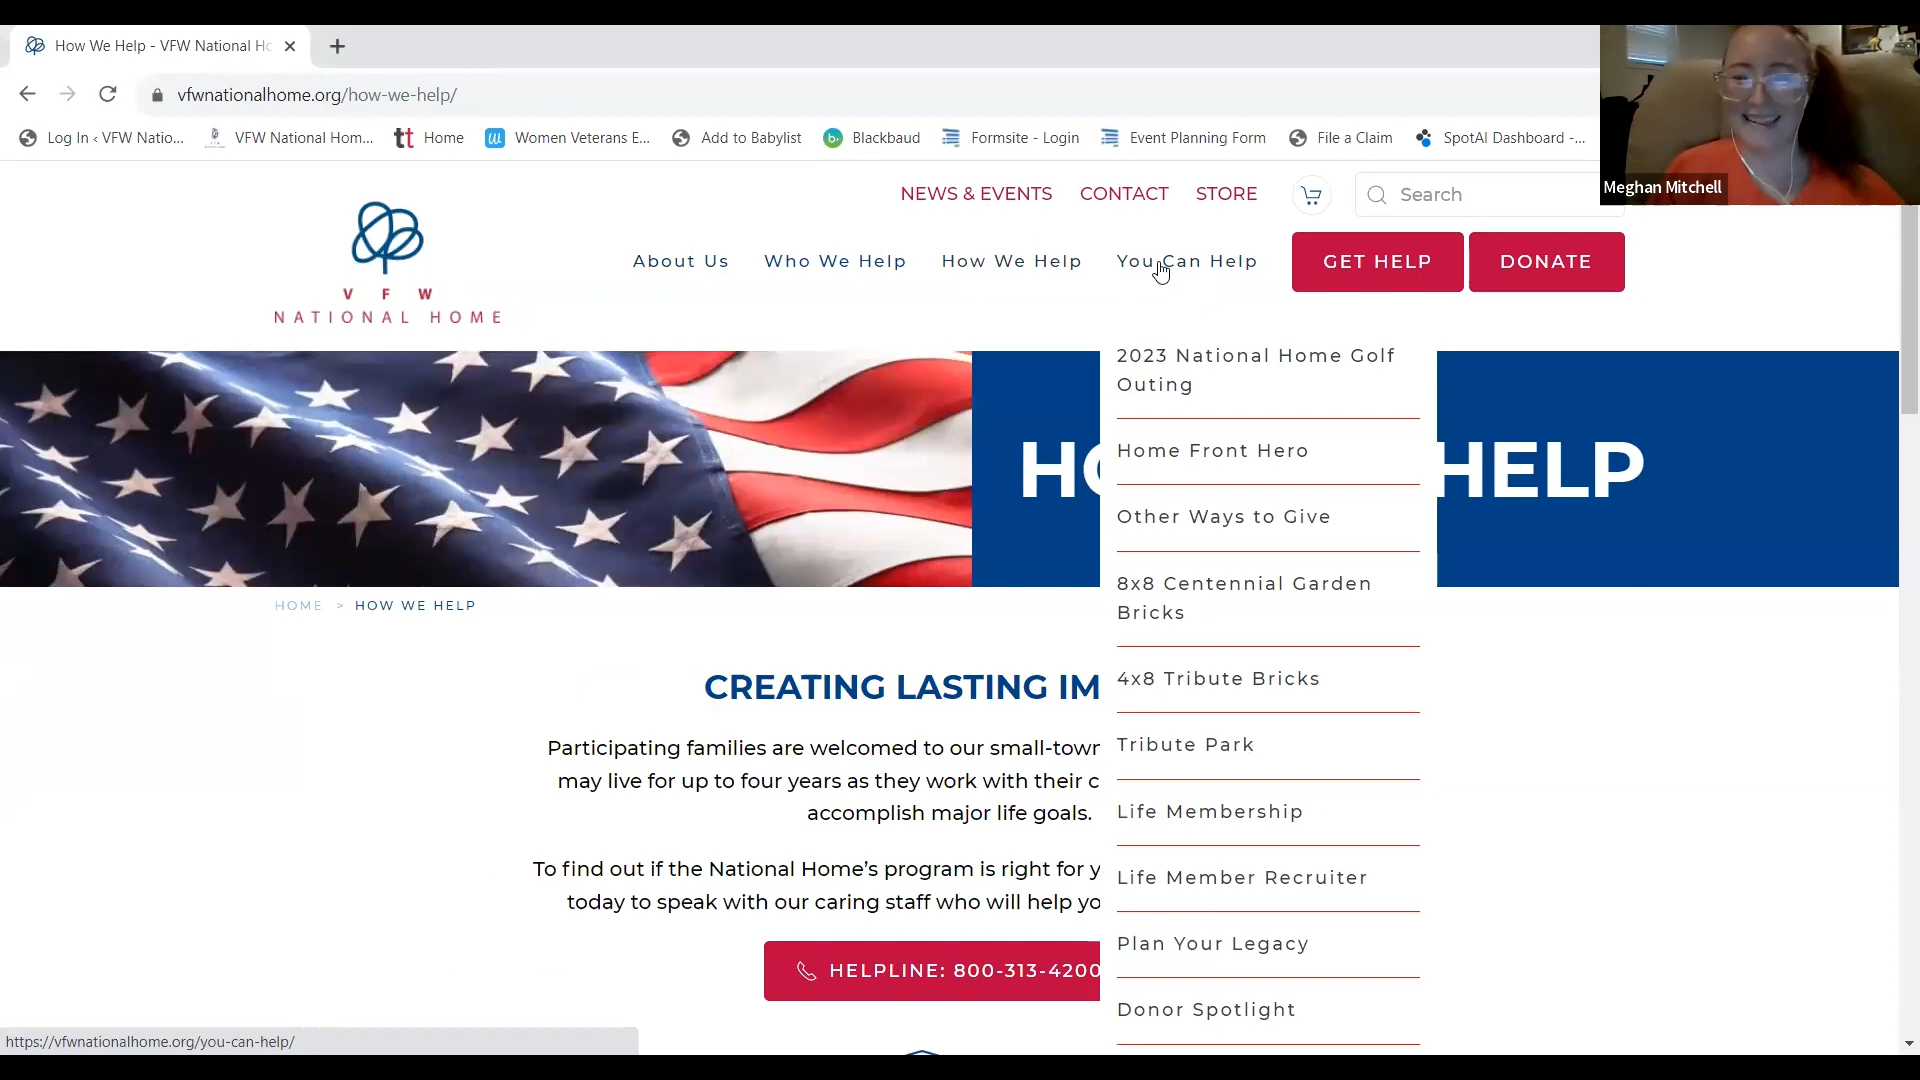 How We Help - VFW National Ho
vfwnationalhome.org/how-we-help/
Log In ‹ VFW Natio...
VFW National Hom...
tt
Home
w
Women Veterans E...
Add to Babylist
b
Blackbaud
Formsite - Login
Event Planning Form
File a Claim
SpotAI Dashboard -...
Meghan Mitchell
NEWS & EVENTS
CONTACT
STORE
Search
VFW
NATIONAL HOME
About Us
Who We Help
How We Help
You Can Help
GET HELP
DONATE
2023 National Home Golf
Outing
Home Front Hero
Other Ways to Give
8x8 Centennial Garden
Bricks
4x8 Tribute Bricks
Tribute Park
Life Membership
Life Member Recruiter
Plan Your Legacy
Donor Spotlight
HO HELP
HOME > HOW WE HELP
CREATING LASTING IM
Participating families are welcomed to our small-town
may live for up to four years as they work with their c
accomplish major life goals.
To find out if the National Home's program is right for y
today to speak with our caring staff who will help yo
HELPLINE: 800-313-4200
https://vfwnationalhome.org/you-can-help/